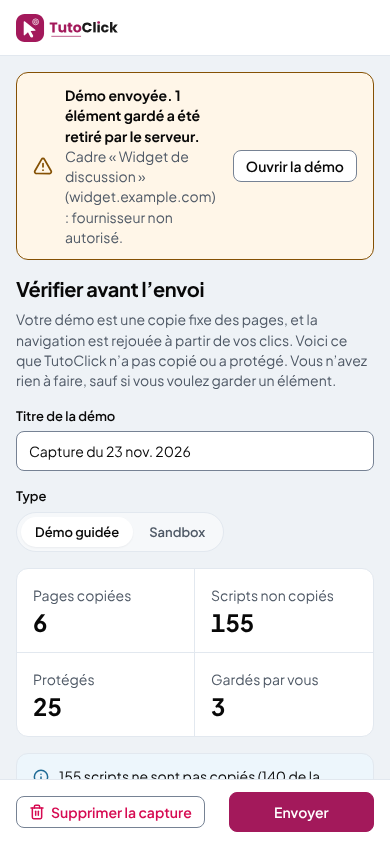 TutoClick
Démo envoyée. 1
élément gardé a été
retiré par le serveur.
Cadre « Widget de
discussion »
(widget.example.com)
: fournisseur non
autorisé.
Ouvrir la démo
Vérifier avant l’envoi
Votre démo est une copie fixe des pages, et la
navigation est rejouée à partir de vos clics. Voici ce
que TutoClick n’a pas copié ou a protégé. Vous n’avez
rien à faire, sauf si vous voulez garder un élément.
Titre de la démo
Capture du 23 nov. 2026
Type
Démo guidée
Sandbox
Pages copiées
6
Scripts non copiés
155
Protégés
25
Gardés par vous
3
155 scripts ne sont pas copiés (140 de la
Supprimer la capture
Envoyer